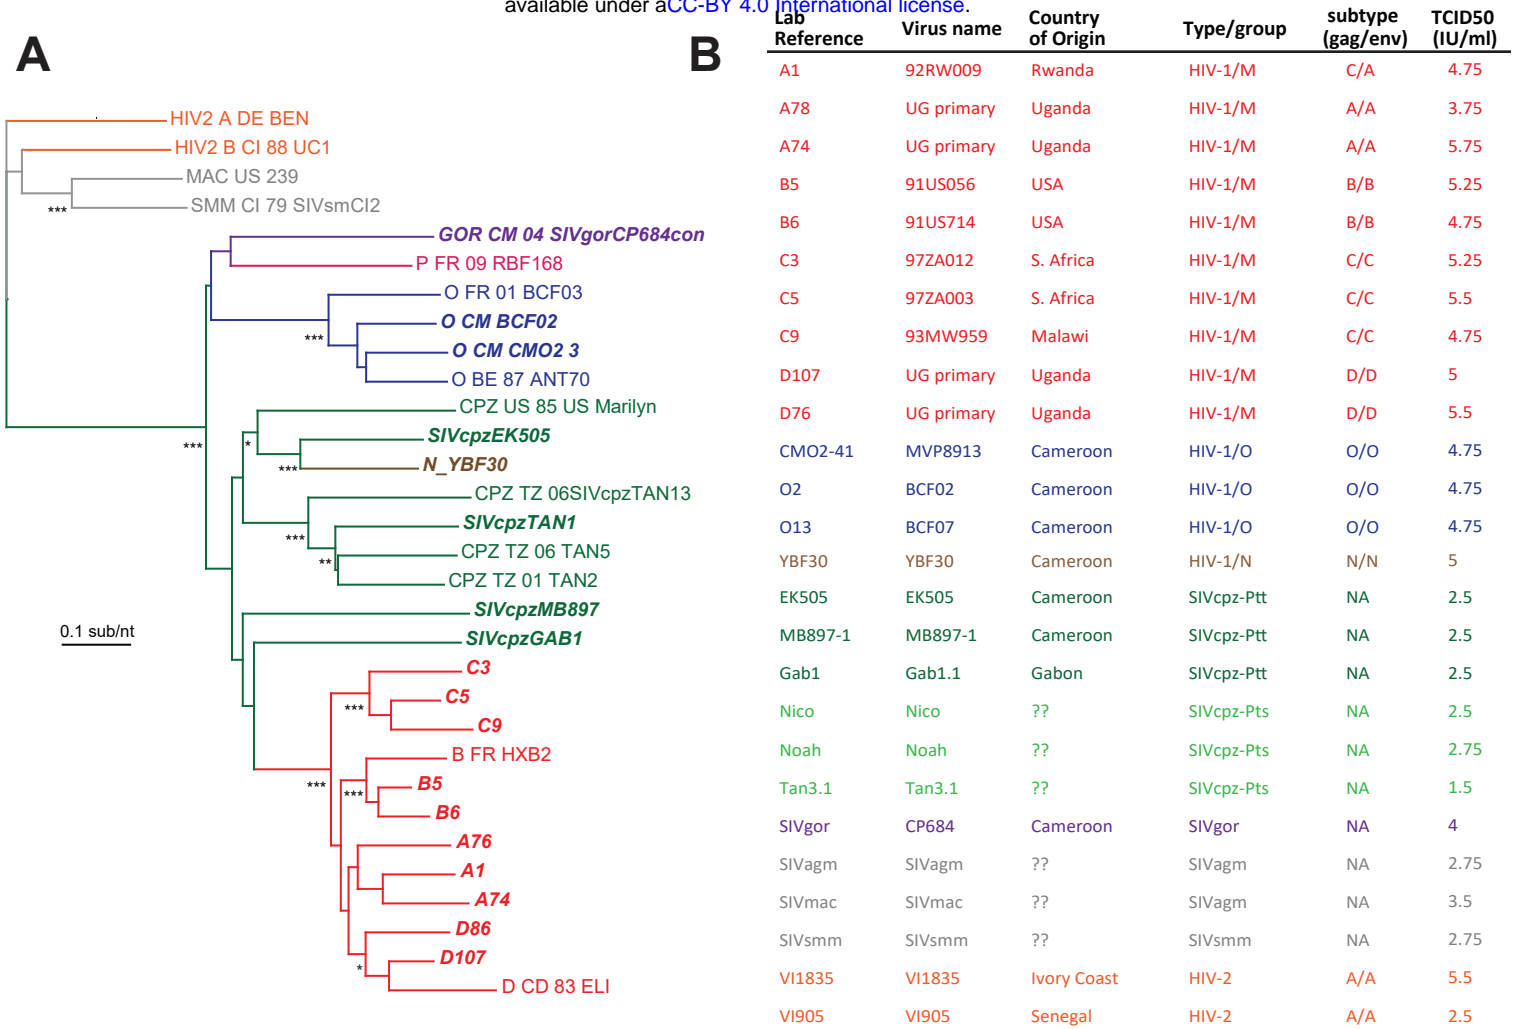 available under aCC-BY 4.0 International license.
A
HIV2 A DE BEN
HIV2 B CI 88 UC1
MAC US 239
SMM CI 79 SIVsmCI2
***
GOR CM 04 SIVgorCP684con
P FR 09 RBF168
O FR 01 BCF03
O CM BCF02
***
O CM CMO2 3
O BE 87 ANT70
CPZ US 85 US Marilyn
SIVcpzEK505
***
*
N_YBF30
***
CPZ TZ 06SIVcpzTAN13
SIVcpzTAN1
***
CPZ TZ 06 TAN5
**
CPZ TZ 01 TAN2
SIVcpzMB897
0.1 sub/nt
SIVcpzGAB1
C3
C5
***
C9
B FR HXB2
***
B5
***
B6
A76
A1
A74
D86
D107
*
D CD 83 ELI
B
Lab Reference Virus name Country of Origin Type/group subtype (gag/env) TCID50 (IU/ml)
A1 92RW009 Rwanda HIV-1/M C/A 4.75
A78 UG primary Uganda HIV-1/M A/A 3.75
A74 UG primary Uganda HIV-1/M A/A 5.75
B5 91US056 USA HIV-1/M B/B 5.25
B6 91US714 USA HIV-1/M B/B 4.75
C3 97ZA012 S. Africa HIV-1/M C/C 5.25
C5 97ZA003 S. Africa HIV-1/M C/C 5.5
C9 93MW959 Malawi HIV-1/M C/C 4.75
D107 UG primary Uganda HIV-1/M D/D 5
D76 UG primary Uganda HIV-1/M D/D 5.5
CMO2-41 MVP8913 Cameroon HIV-1/O O/O 4.75
O2 BCF02 Cameroon HIV-1/O O/O 4.75
O13 BCF07 Cameroon HIV-1/O O/O 4.75
YBF30 YBF30 Cameroon HIV-1/N N/N 5
EK505 EK505 Cameroon SIVcpz-Ptt NA 2.5
MB897-1 MB897-1 Cameroon SIVcpz-Ptt NA 2.5
Gab1 Gab1.1 Gabon SIVcpz-Ptt NA 2.5
Nico Nico ?? SIVcpz-Pts NA 2.5
Noah Noah ?? SIVcpz-Pts NA 2.75
Tan3.1 Tan3.1 ?? SIVcpz-Pts NA 1.5
SIVgor CP684 Cameroon SIVgor NA 4
SIVagm SIVagm ?? SIVagm NA 2.75
SIVmac SIVmac ?? SIVagm NA 3.5
SIVsmm SIVsmm ?? SIVsmm NA 2.75
VI1835 VI1835 Ivory Coast HIV-2 A/A 5.5
VI905 VI905 Senegal HIV-2 A/A 2.5